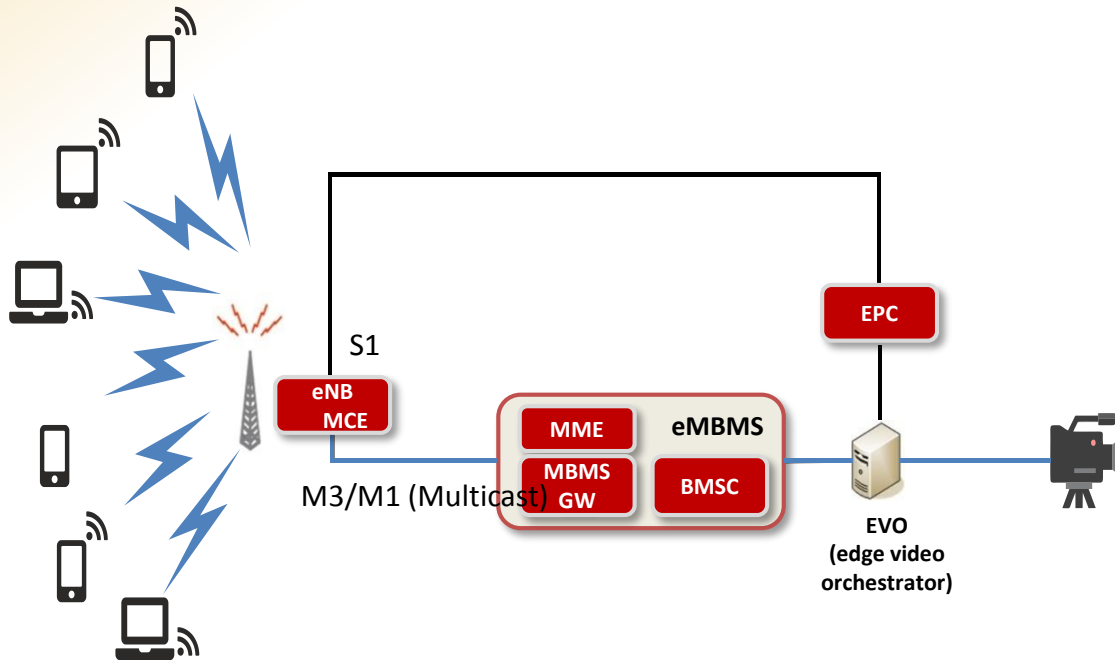 EPC
S1
eNB
MCE
MME
eMBMS
MBMS
GW
BMSC
M3/M1 (Multicast)
EVO
(edge video
orchestrator)